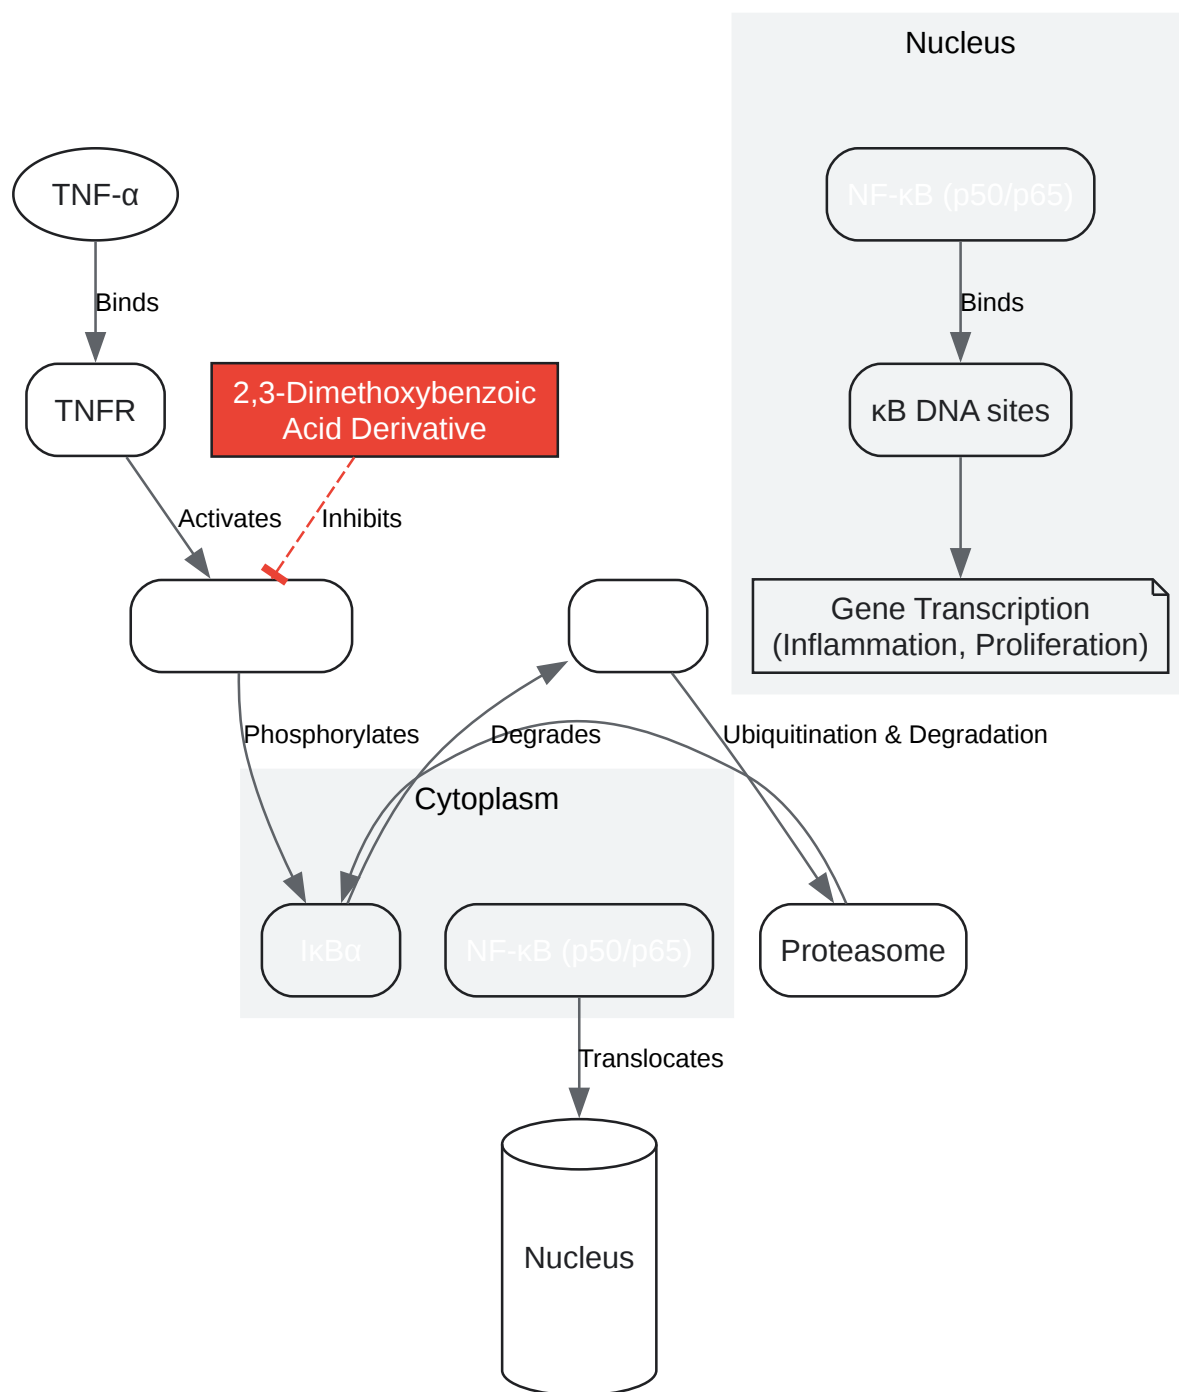 Nucleus
TNF-α
NF-κB (p50/p65)
Binds
Binds
TNFR
2,3-Dimethoxybenzoic
Acid Derivative
κB DNA sites
Activates
Inhibits
Gene Transcription
(Inflammation, Proliferation)
Phosphorylates
Degrades
Ubiquitination & Degradation
Cytoplasm
IκBα
NF-κB (p50/p65)
Proteasome
Translocates
Nucleus